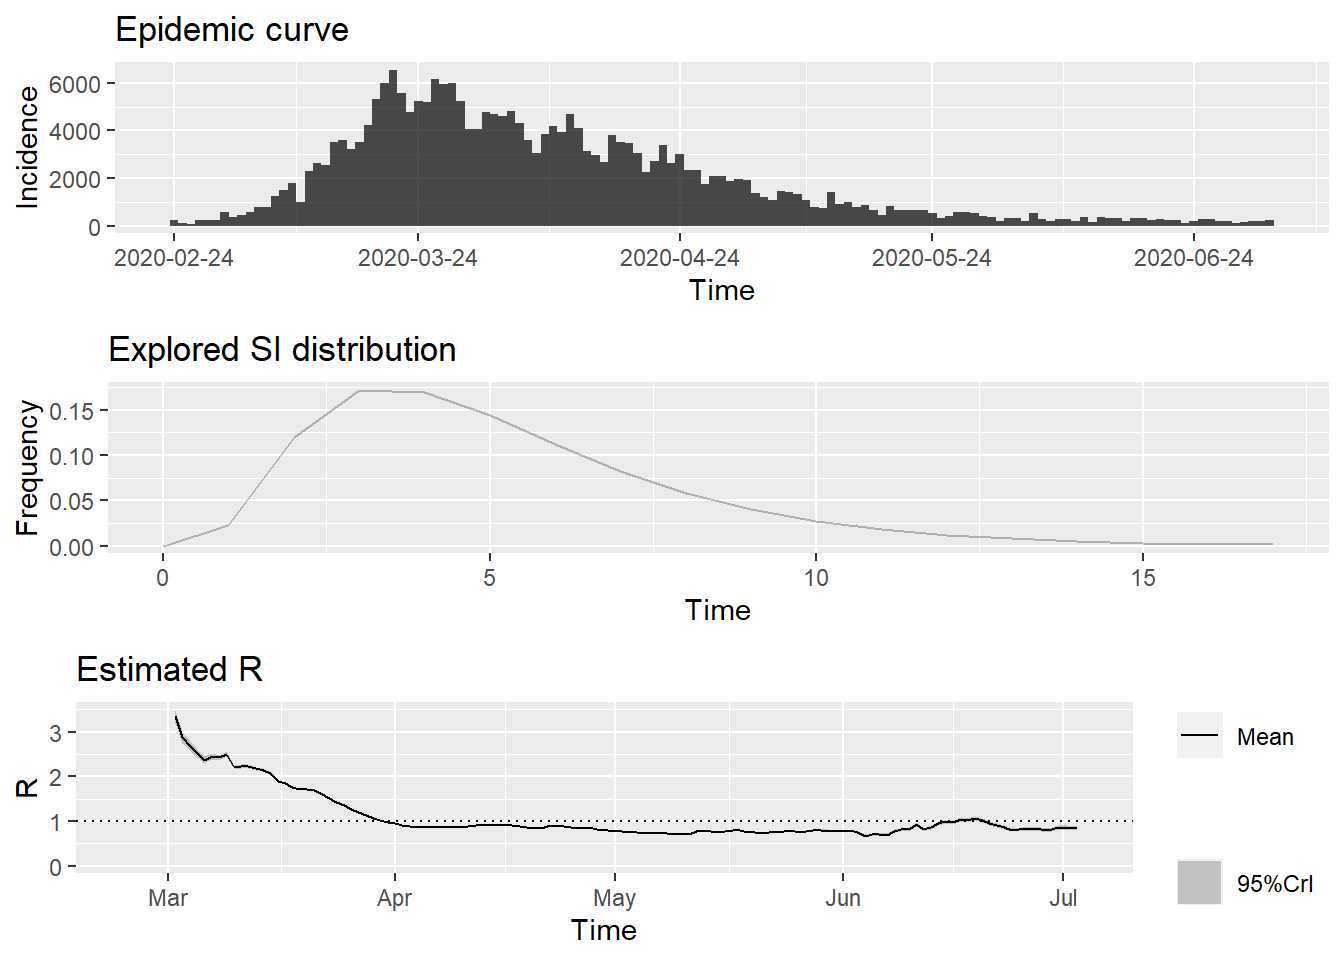 Epidemic curve
Incidence
6000
4000
2000
0
2020-02-24 2020-03-24 2020-04-24 2020-05-24 2020-06-24
Time
Explored SI distribution
Frequency
0.15
0.10
0.05
0.00
0 5 10 15
Time
Estimated R
R
3
2
1
0
Mar Apr May Jun Jul
Time
Mean
95%CrI